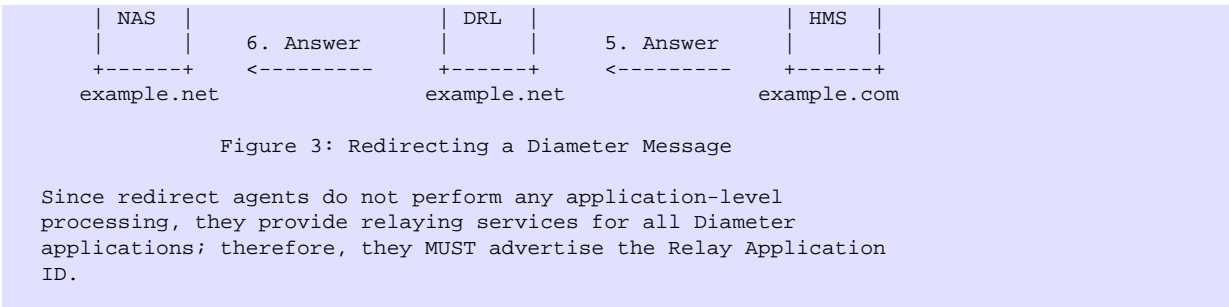 | NAS  |                    | DRL  |                    | HMS  |
|      |    6. Answer       |      |    5. Answer       |      |
+------+    <---------     +------+    <---------     +------+
example.net                example.net                example.com
Figure 3: Redirecting a Diameter Message
Since redirect agents do not perform any application-level
processing, they provide relaying services for all Diameter
applications; therefore, they MUST advertise the Relay Application
ID.